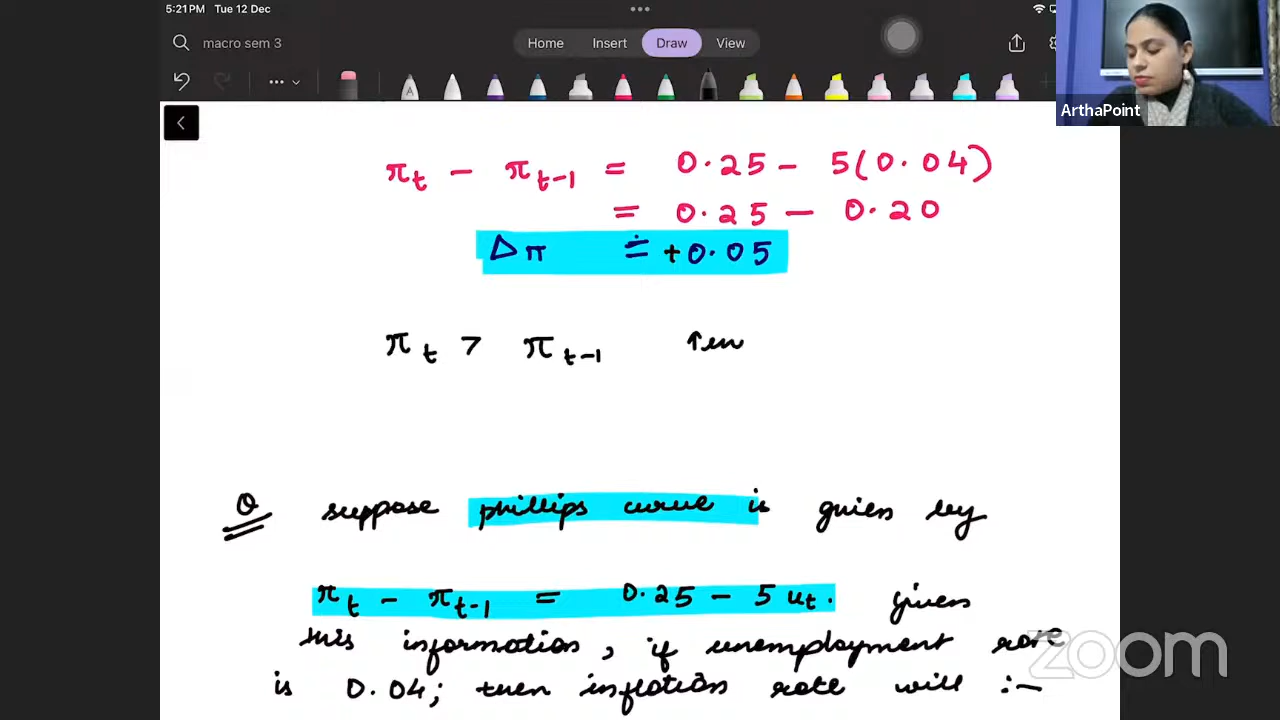 5:21 PM Tue 12 Dec
macro sem 3
Home Insert Draw View
ArthaPoint
πt - πt-1 = 0.25 - 5(0.04)
= 0.25 - 0.20
Δπ = +0.05
πt > πt-1 ↑en
Q suppose phillips curve is given by
πt - πt-1 = 0.25 - 5ut. given
this information, if unemployment rate
is 0.04; then inflation rate will :-
zoom